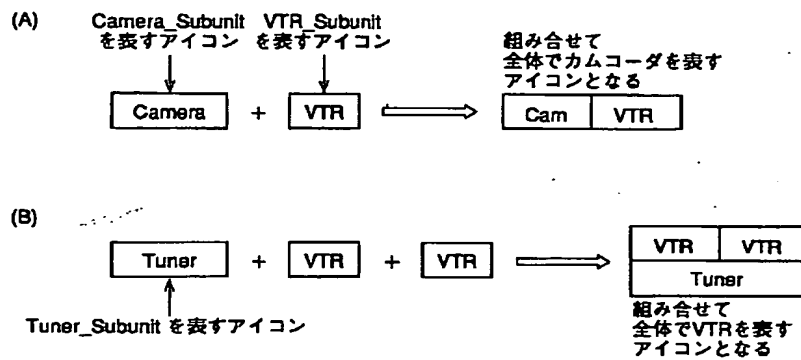 (A)
Camera_Subunit
を表すアイコン
VTR_Subunit
を表すアイコン
組み合せて
全体でカムコーダを表す
アイコンとなる
Camera + VTR
Cam VTR
(B)
Tuner + VTR + VTR
VTR VTR
Tuner
Tuner_Subunit を表すアイコン
組み合せて
全体でVTRを表す
アイコンとなる